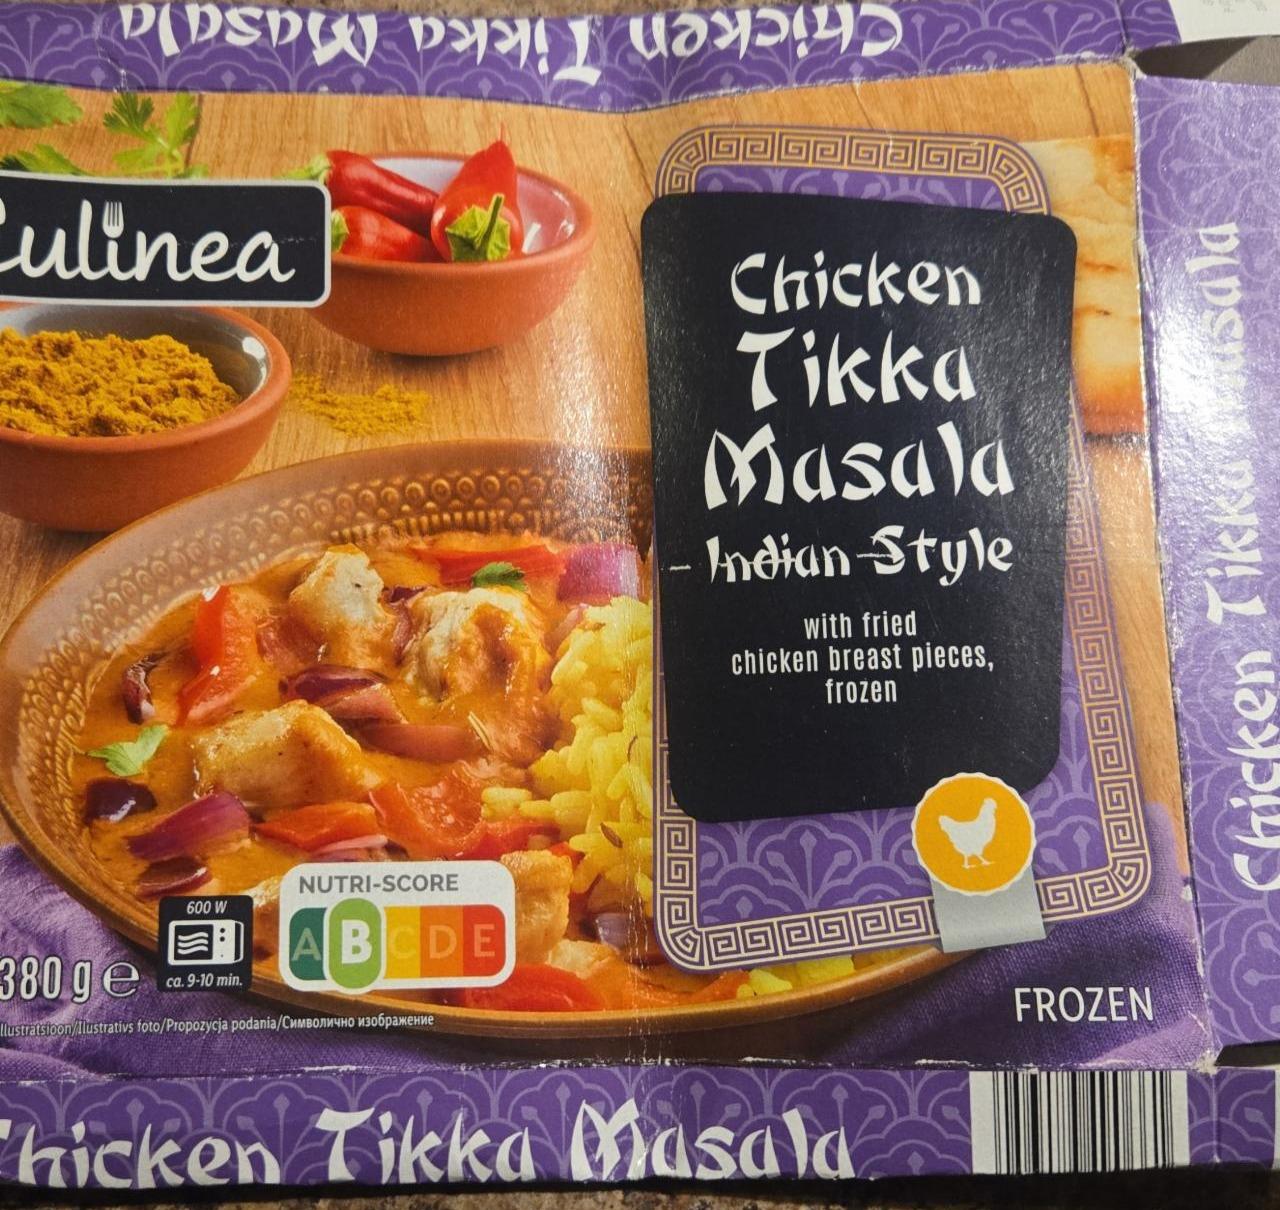 Chicken Tikka Masala
Culinea
Chicken
Tikka
Masala
- Indian-Style
with fried
chicken breast pieces,
frozen
Chicken Tikka Masala
600 W
ca. 9-10 min.
NUTRI-SCORE
A B C D E
380 g e
FROZEN
llustratsioon/Ilustratīvs foto/Propozycja podania/Символично изображение
Chicken Tikka Masala